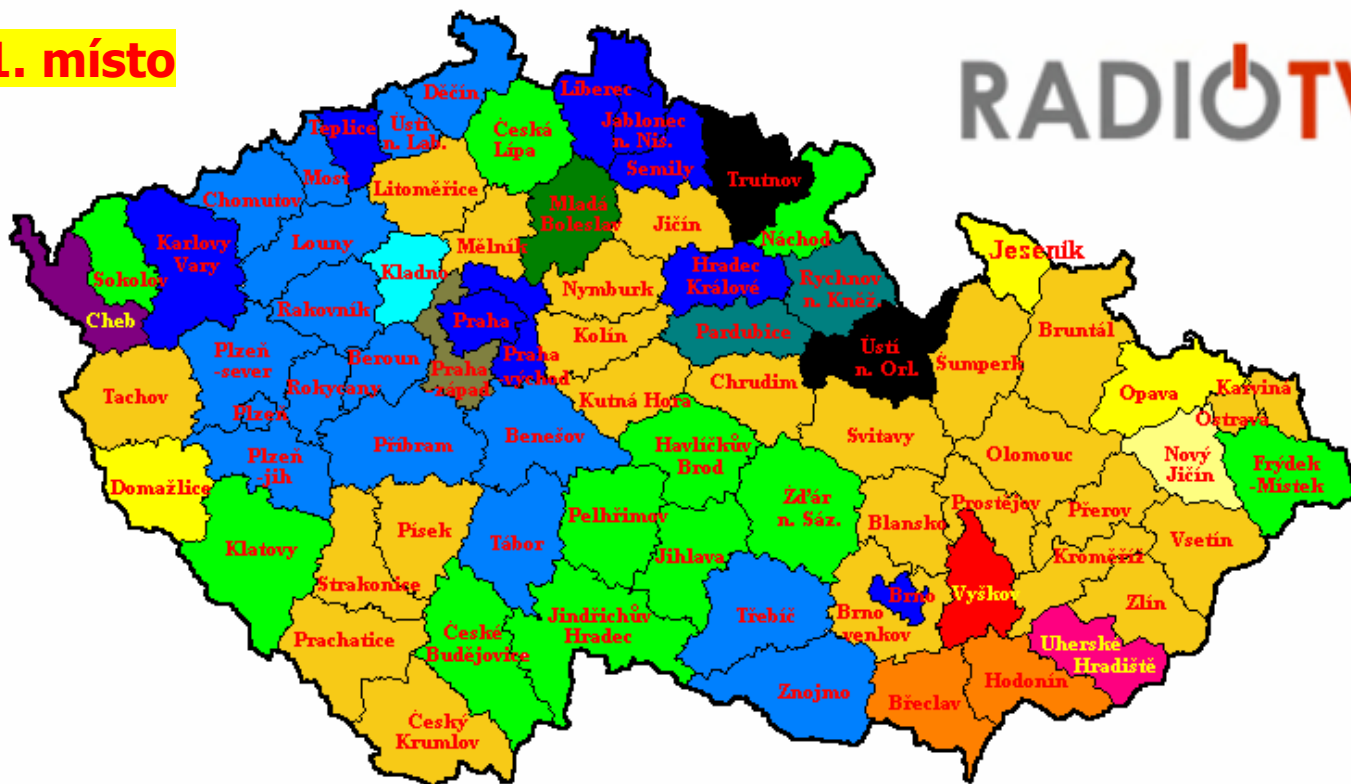 1. místo
RADIOTV
Děčín
Liberec
Teplice
Ústí
n. Lab.
Česká
Lípa
Jablonec
n. Nis.
Semily
Most
Trutnov
Chomutov
Litoměřice
Mladá
Boleslav
Jičín
Louny
Mělník
Náchod
Karlovy
Vary
Sokolov
Kladno
Hradec
Králové
Rychnov
n. Kněž.
Jeseník
Nymburk
Rakovník
Cheb
Praha
Kolín
Pardubice
Bruntál
Plzeň
-sever
Beroun
Praha
-východ
Ústí
n. Orl.
Šumperk
Praha
-západ
Rokycany
Chrudim
Tachov
Kutná Hora
Opava
Karviná
Ostrava
Plzeň
Příbram
Benešov
Svitavy
Olomouc
Plzeň
-jih
Havlíčkův
Brod
Nový
Jičín
Frýdek
-Místek
Domažlice
Žďár
n. Sáz.
Prostějov
Přerov
Pelhřimov
Blansko
Písek
Klatovy
Tábor
Jihlava
Vsetín
Kroměříž
Strakonice
Vyškov
Brno
Zlín
Brno
venkov
Třebíč
Jindřichův
Hradec
Prachatice
České
Budějovice
Uherské
Hradiště
Hodonín
Znojmo
Břeclav
Český
Krumlov